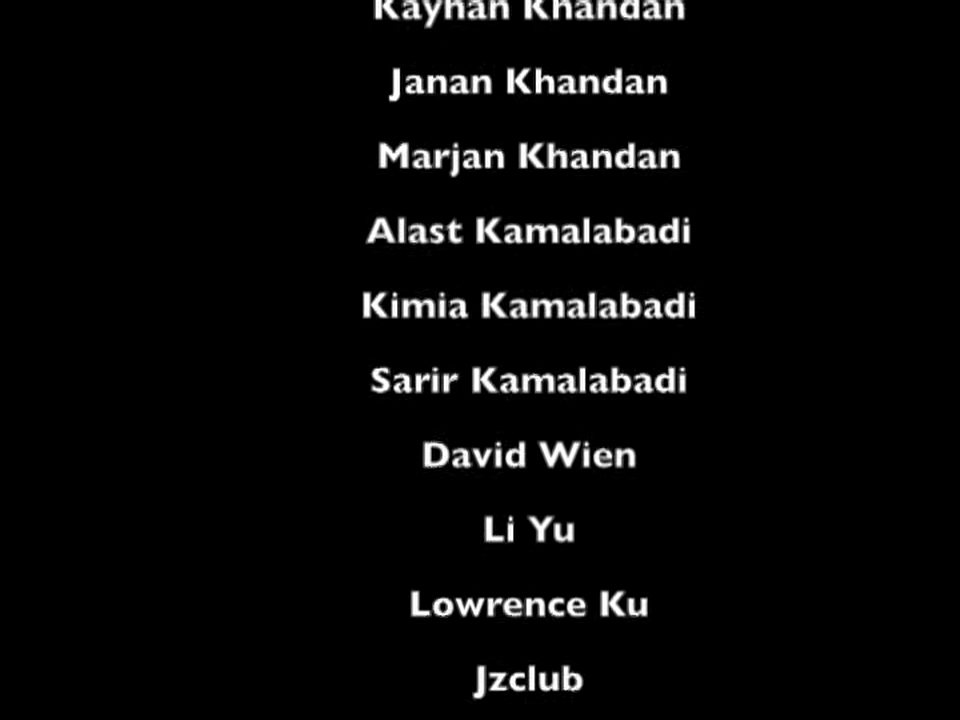 Kayhan Khandan
Janan Khandan
Marjan Khandan
Alast Kamalabadi
Kimia Kamalabadi
Sarir Kamalabadi
David Wien
Li Yu
Lowrence Ku
Jzclub